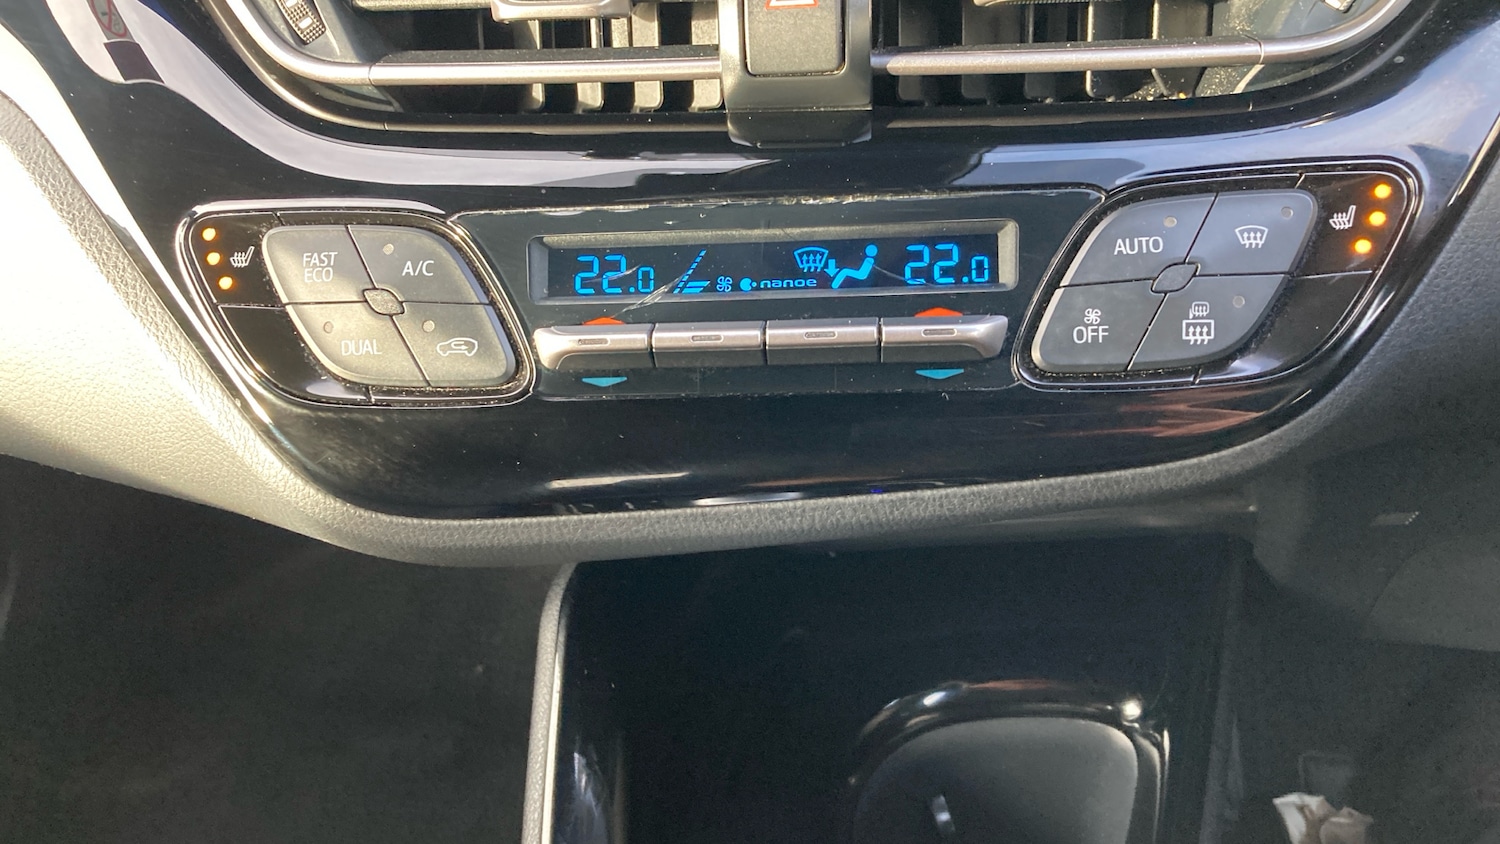 FAST
ECO
A/C
DUAL
22.0
nanoe
22.0
AUTO
OFF